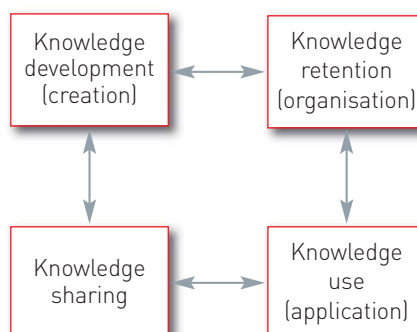 Knowledge
development
(creation)
Knowledge
retention
(organisation)
Knowledge
sharing
Knowledge
use
(application)